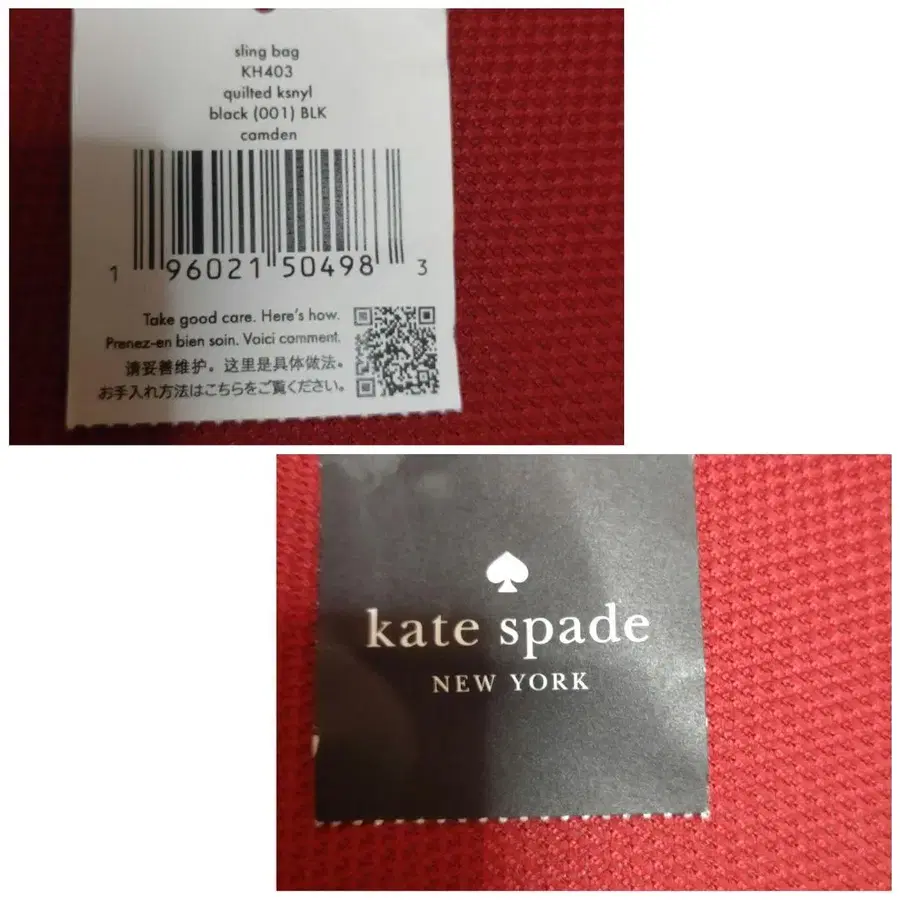 sling bag
KH403
quilted ksnyl
black (001) BLK
camden
1 96021 50498 3
Take good care. Here's how.
Prenez-en bien soin. Voici comment.
请妥善维护。这里是具体做法。
お手入れ方法はこちらをご覧ください。
kate spade
NEW YORK